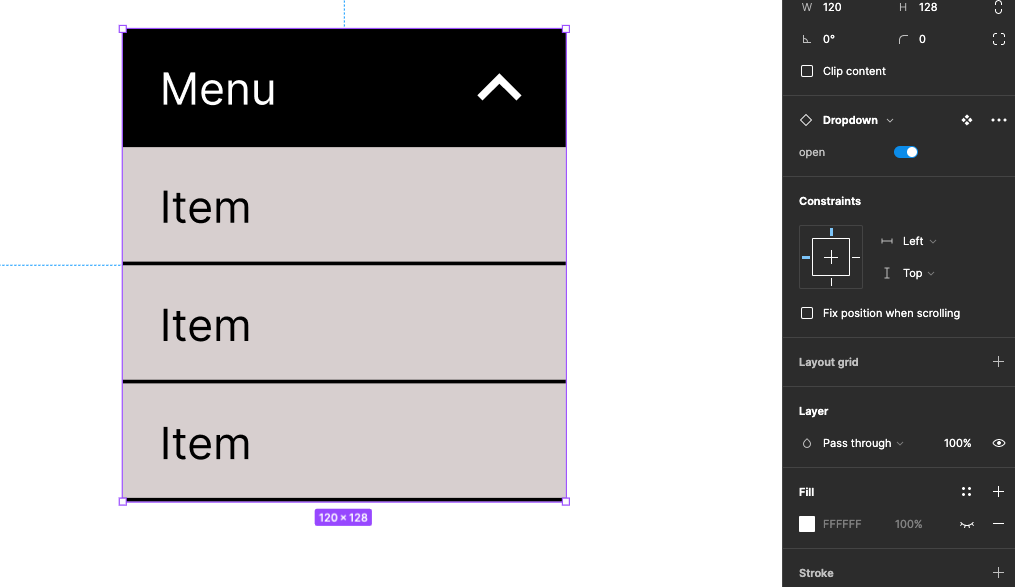 W 120 H 128
0° 0
Clip content
Dropdown
open
Constraints
Left
Top
Fix position when scrolling
Layout grid
Layer
Pass through 100%
Fill
FFFFFF 100%
Stroke
Menu
Item
Item
Item
120 × 128